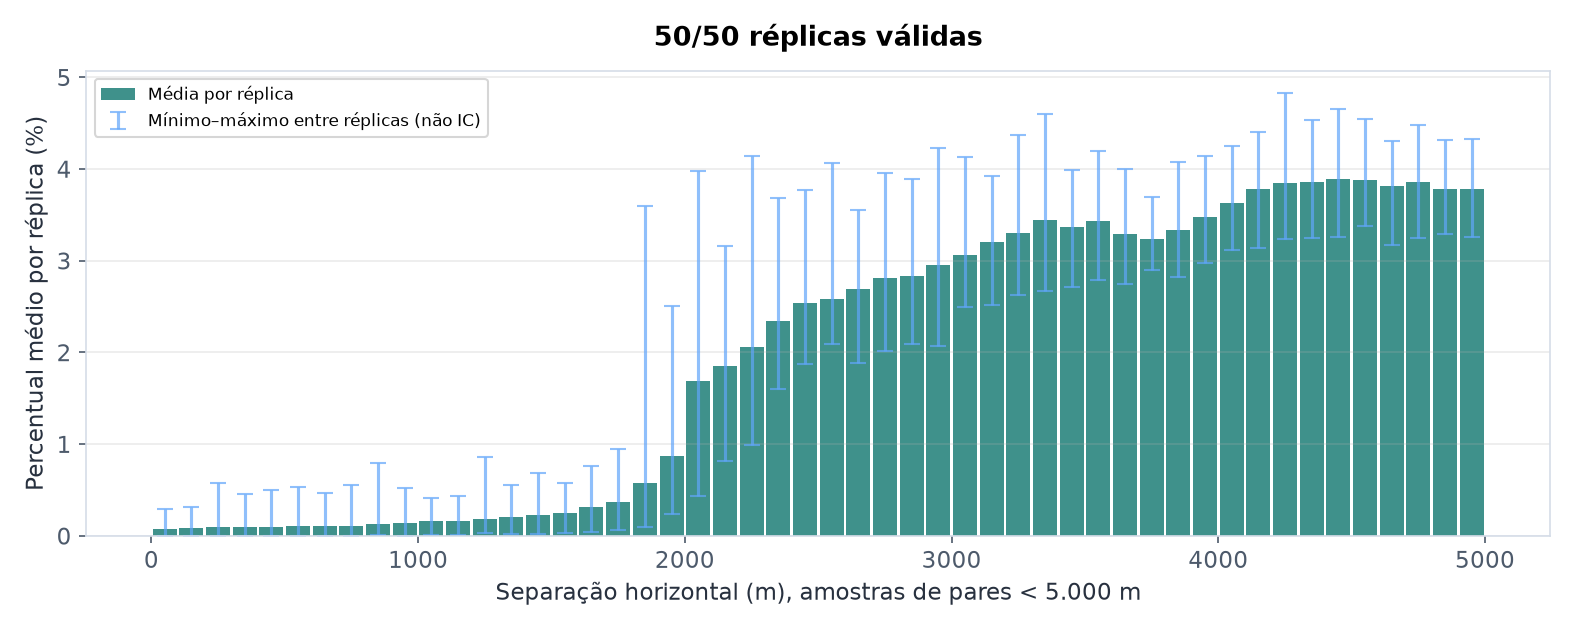 50/50 réplicas válidas
Média por réplica
Mínimo–máximo entre réplicas (não IC)
Percentual médio por réplica (%)
5
4
3
2
1
0
0 1000 2000 3000 4000 5000
Separação horizontal (m), amostras de pares < 5.000 m